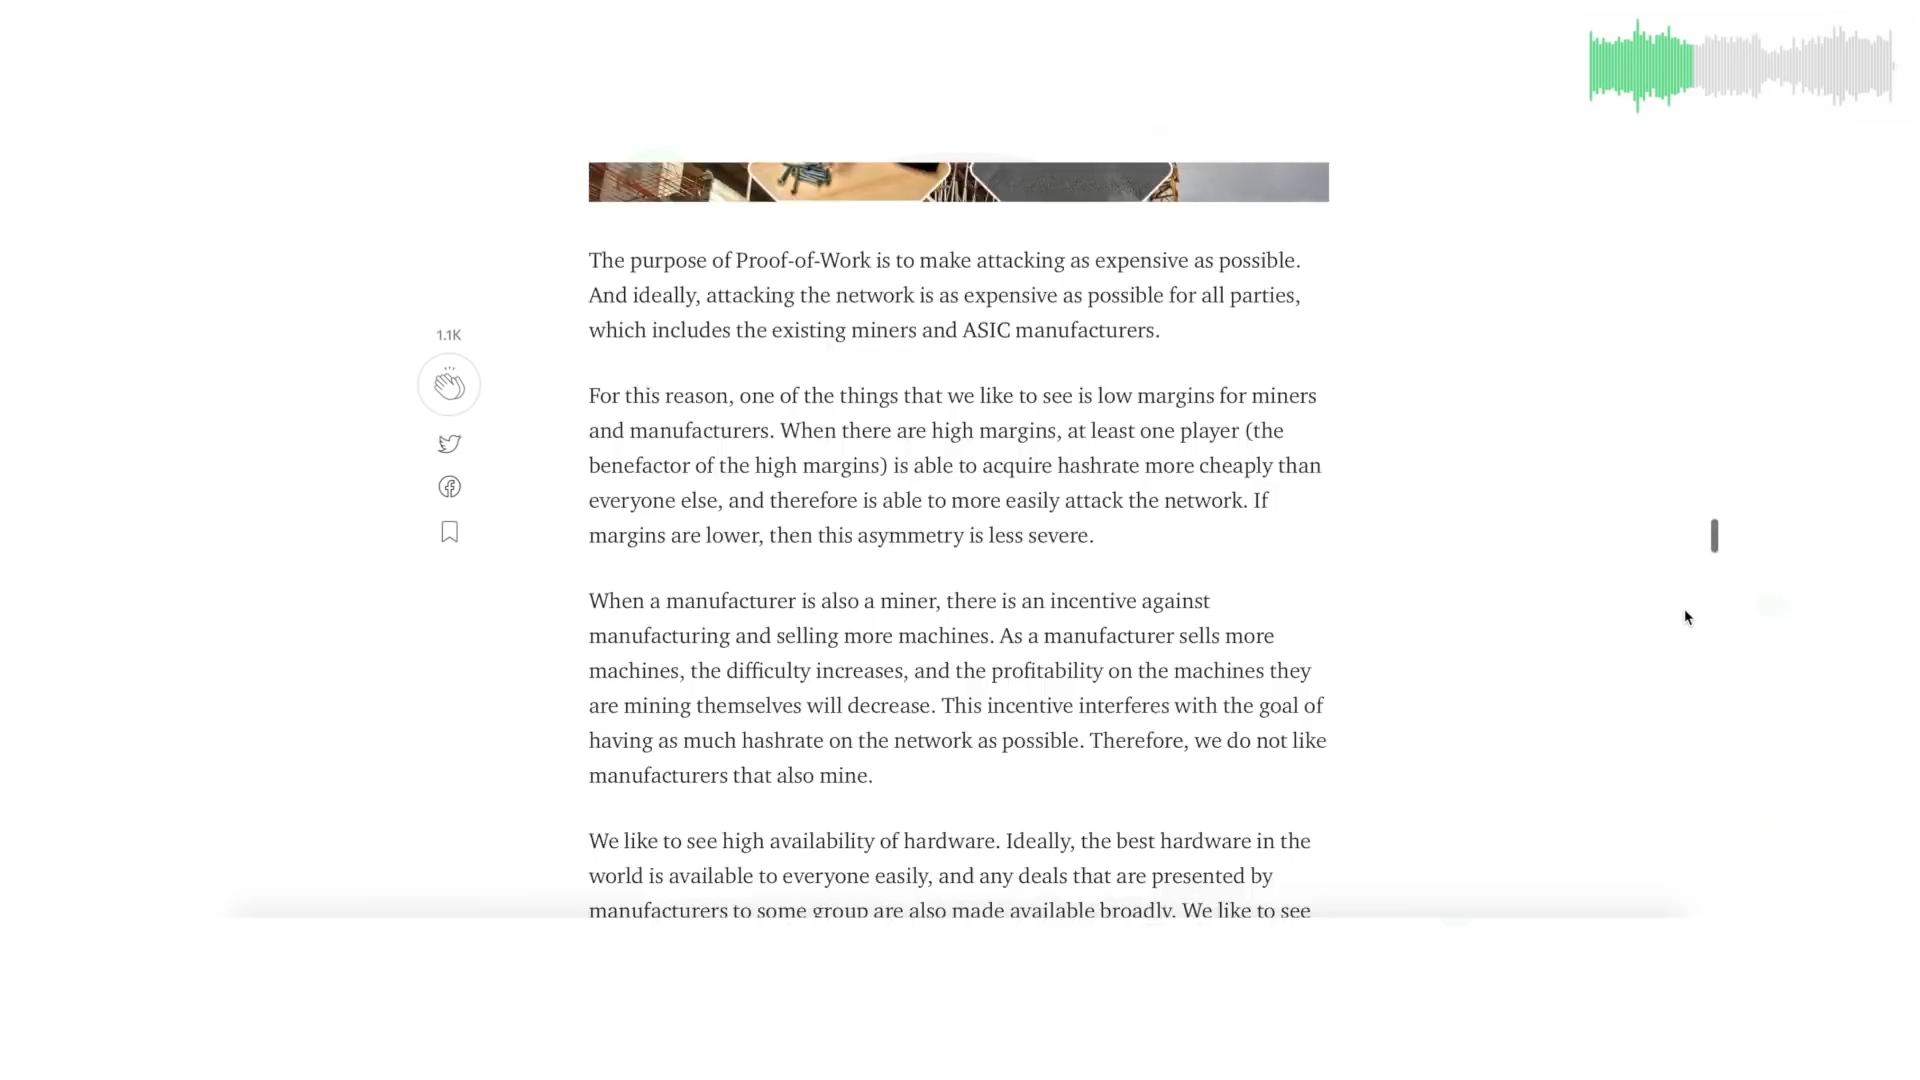 The purpose of Proof-of-Work is to make attacking as expensive as possible.
And ideally, attacking the network is as expensive as possible for all parties,
which includes the existing miners and ASIC manufacturers.
1.1K
For this reason, one of the things that we like to see is low margins for miners
and manufacturers. When there are high margins, at least one player (the
benefactor of the high margins) is able to acquire hashrate more cheaply than
everyone else, and therefore is able to more easily attack the network. If
margins are lower, then this asymmetry is less severe.
When a manufacturer is also a miner, there is an incentive against
manufacturing and selling more machines. As a manufacturer sells more
machines, the difficulty increases, and the profitability on the machines they
are mining themselves will decrease. This incentive interferes with the goal of
having as much hashrate on the network as possible. Therefore, we do not like
manufacturers that also mine.
We like to see high availability of hardware. Ideally, the best hardware in the
world is available to everyone easily, and any deals that are presented by
manufacturers to some group are also made available broadly. We like to see